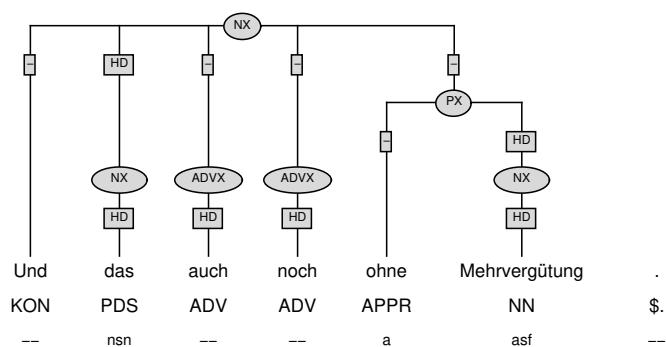 NX
– HD – – –
PX
– HD
NX ADVX ADVX NX
HD HD HD HD
Und das auch noch ohne Mehrvergütung .
KON PDS ADV ADV APPR NN $.
–– nsn –– –– a asf ––